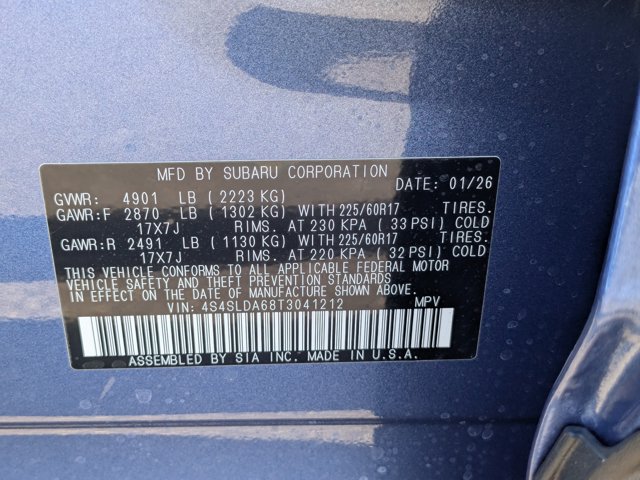 MFD BY SUBARU CORPORATION
DATE: 01/26
GVWR: 4901 LB (2223 KG)
GAWR:F 2870 LB (1302 KG) WITH 225/60R17 TIRES.
17X7J RIMS. AT 230 KPA (33 PSI) COLD
GAWR:R 2491 LB (1130 KG) WITH 225/60R17 TIRES.
17X7J RIMS. AT 220 KPA (32 PSI) COLD
THIS VEHICLE CONFORMS TO ALL APPLICABLE FEDERAL MOTOR
VEHICLE SAFETY AND THEFT PREVENTION STANDARDS
IN EFFECT ON THE DATE OF MANUFACTURE SHOWN ABOVE.
VIN: 4S4SLDA68T3041212 MPV
ASSEMBLED BY SIA INC. MADE IN U.S.A.